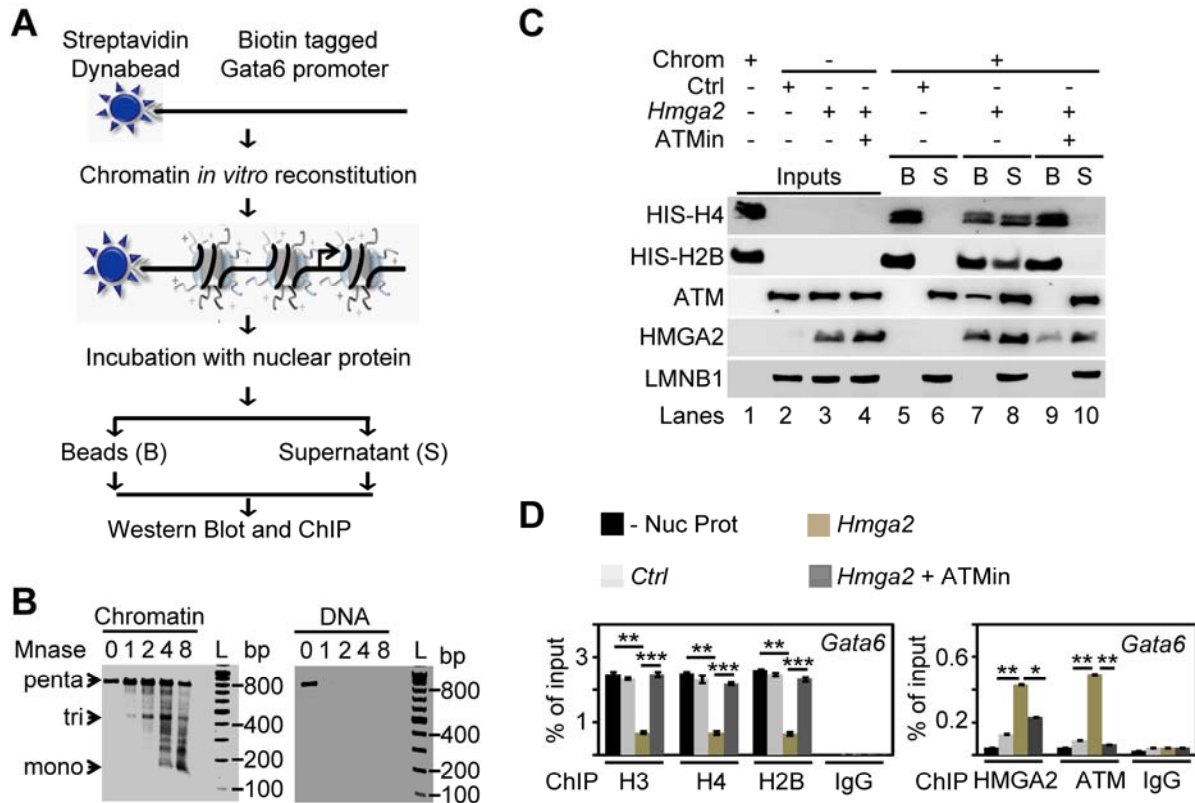 A
Streptavidin Dynabead
Biotin tagged Gata6 promoter
Chromatin in vitro reconstitution
Incubation with nuclear protein
Beads (B) Supernatant (S)
Western Blot and ChIP
B
Chromatin DNA
Mnase 0 1 2 4 8 L bp 0 1 2 4 8 L bp
penta
tri
mono
800
400
200
100
800
400
200
100
C
Chrom + - +
Ctrl - + - - + - -
Hmga2 - - + + - + +
ATMin - - - + - - +
Inputs B S B S B S
HIS-H4
HIS-H2B
ATM
HMGA2
LMNB1
Lanes 1 2 3 4 5 6 7 8 9 10
D
- Nuc Prot Hmga2
Ctrl Hmga2 + ATMin
% of input
3
2
1
Gata6
** *** ** *** ** ***
ChIP H3 H4 H2B IgG
% of input
0.6
0.4
0.2
0
Gata6
** * ** **
ChIP HMGA2 ATM IgG